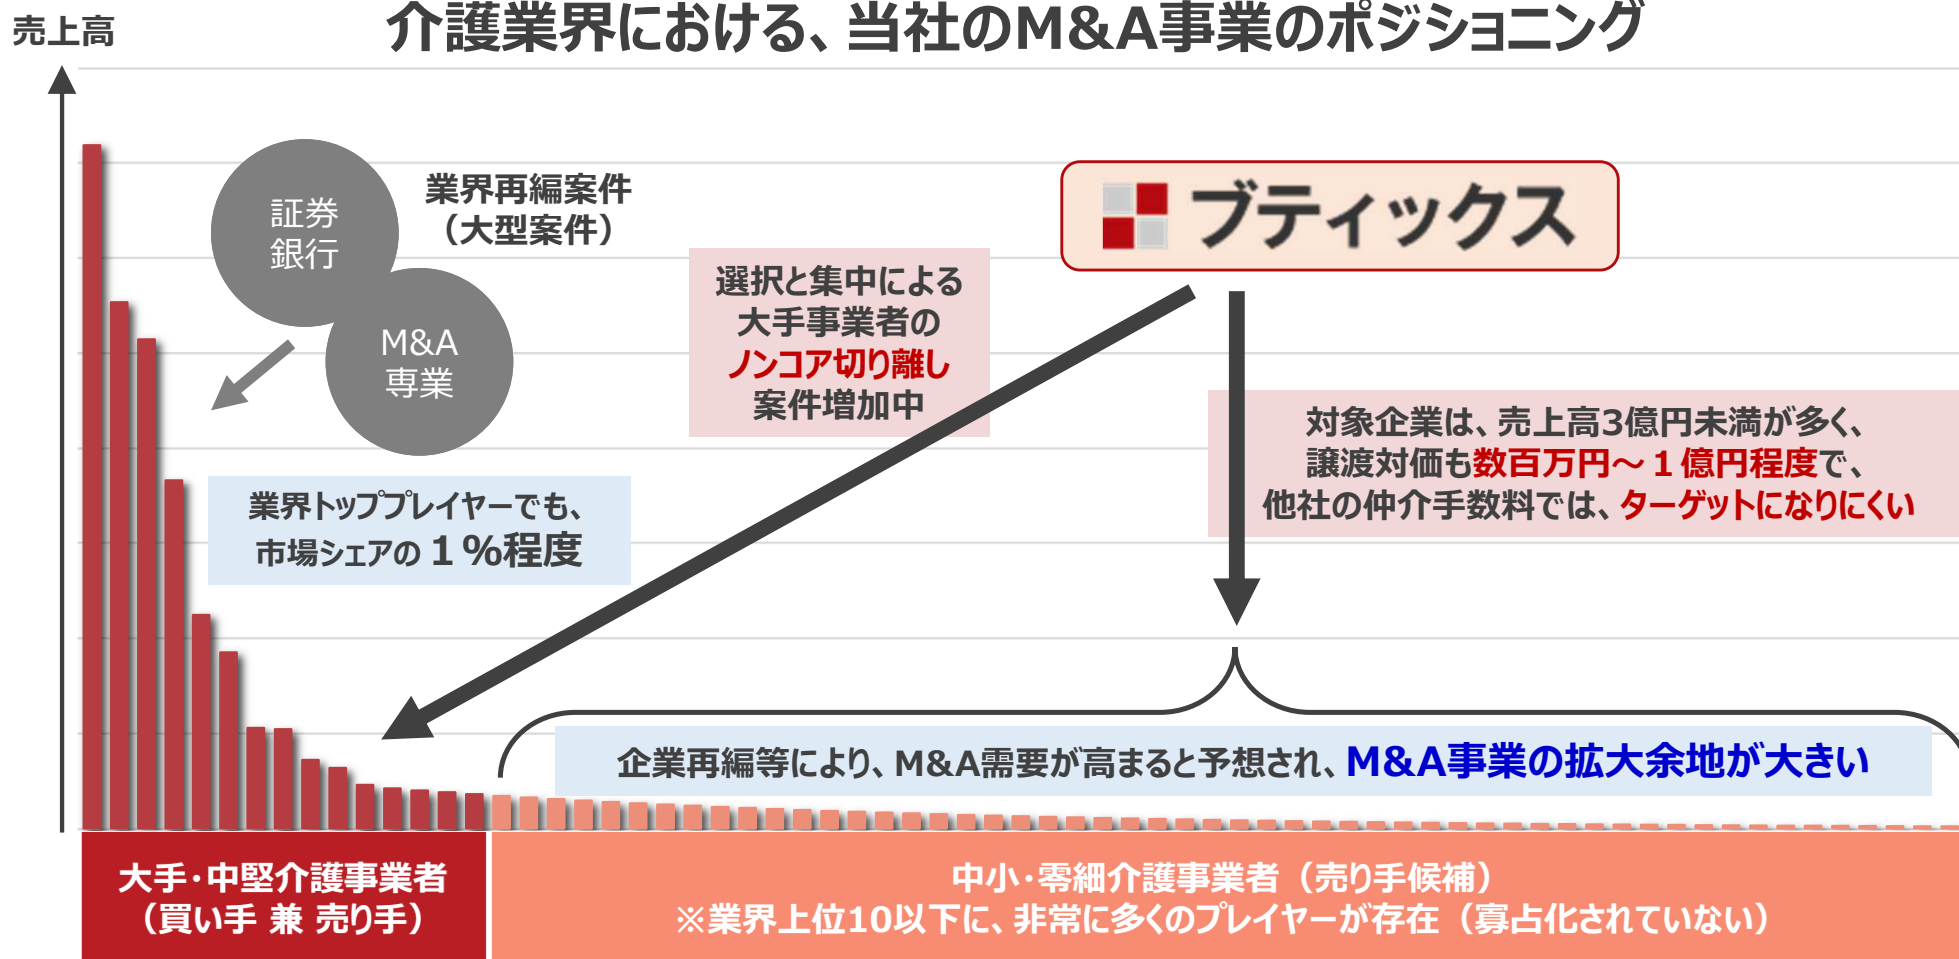 介護業界における、当社のM&A事業のポジショニング
売上高
証券
銀行
M&A
専業
業界再編案件
（大型案件）
ブティックス
選択と集中による
大手事業者の
ノンコア切り離し
案件増加中
対象企業は、売上高3億円未満が多く、
譲渡対価も数百万円～１億円程度で、
他社の仲介手数料では、ターゲットになりにくい
業界トッププレイヤーでも、
市場シェアの１％程度
企業再編等により、M&A需要が高まると予想され、M&A事業の拡大余地が大きい
大手・中堅介護事業者
（買い手 兼 売り手）
中小・零細介護事業者（売り手候補）
※業界上位10以下に、非常に多くのプレイヤーが存在（寡占化されていない）